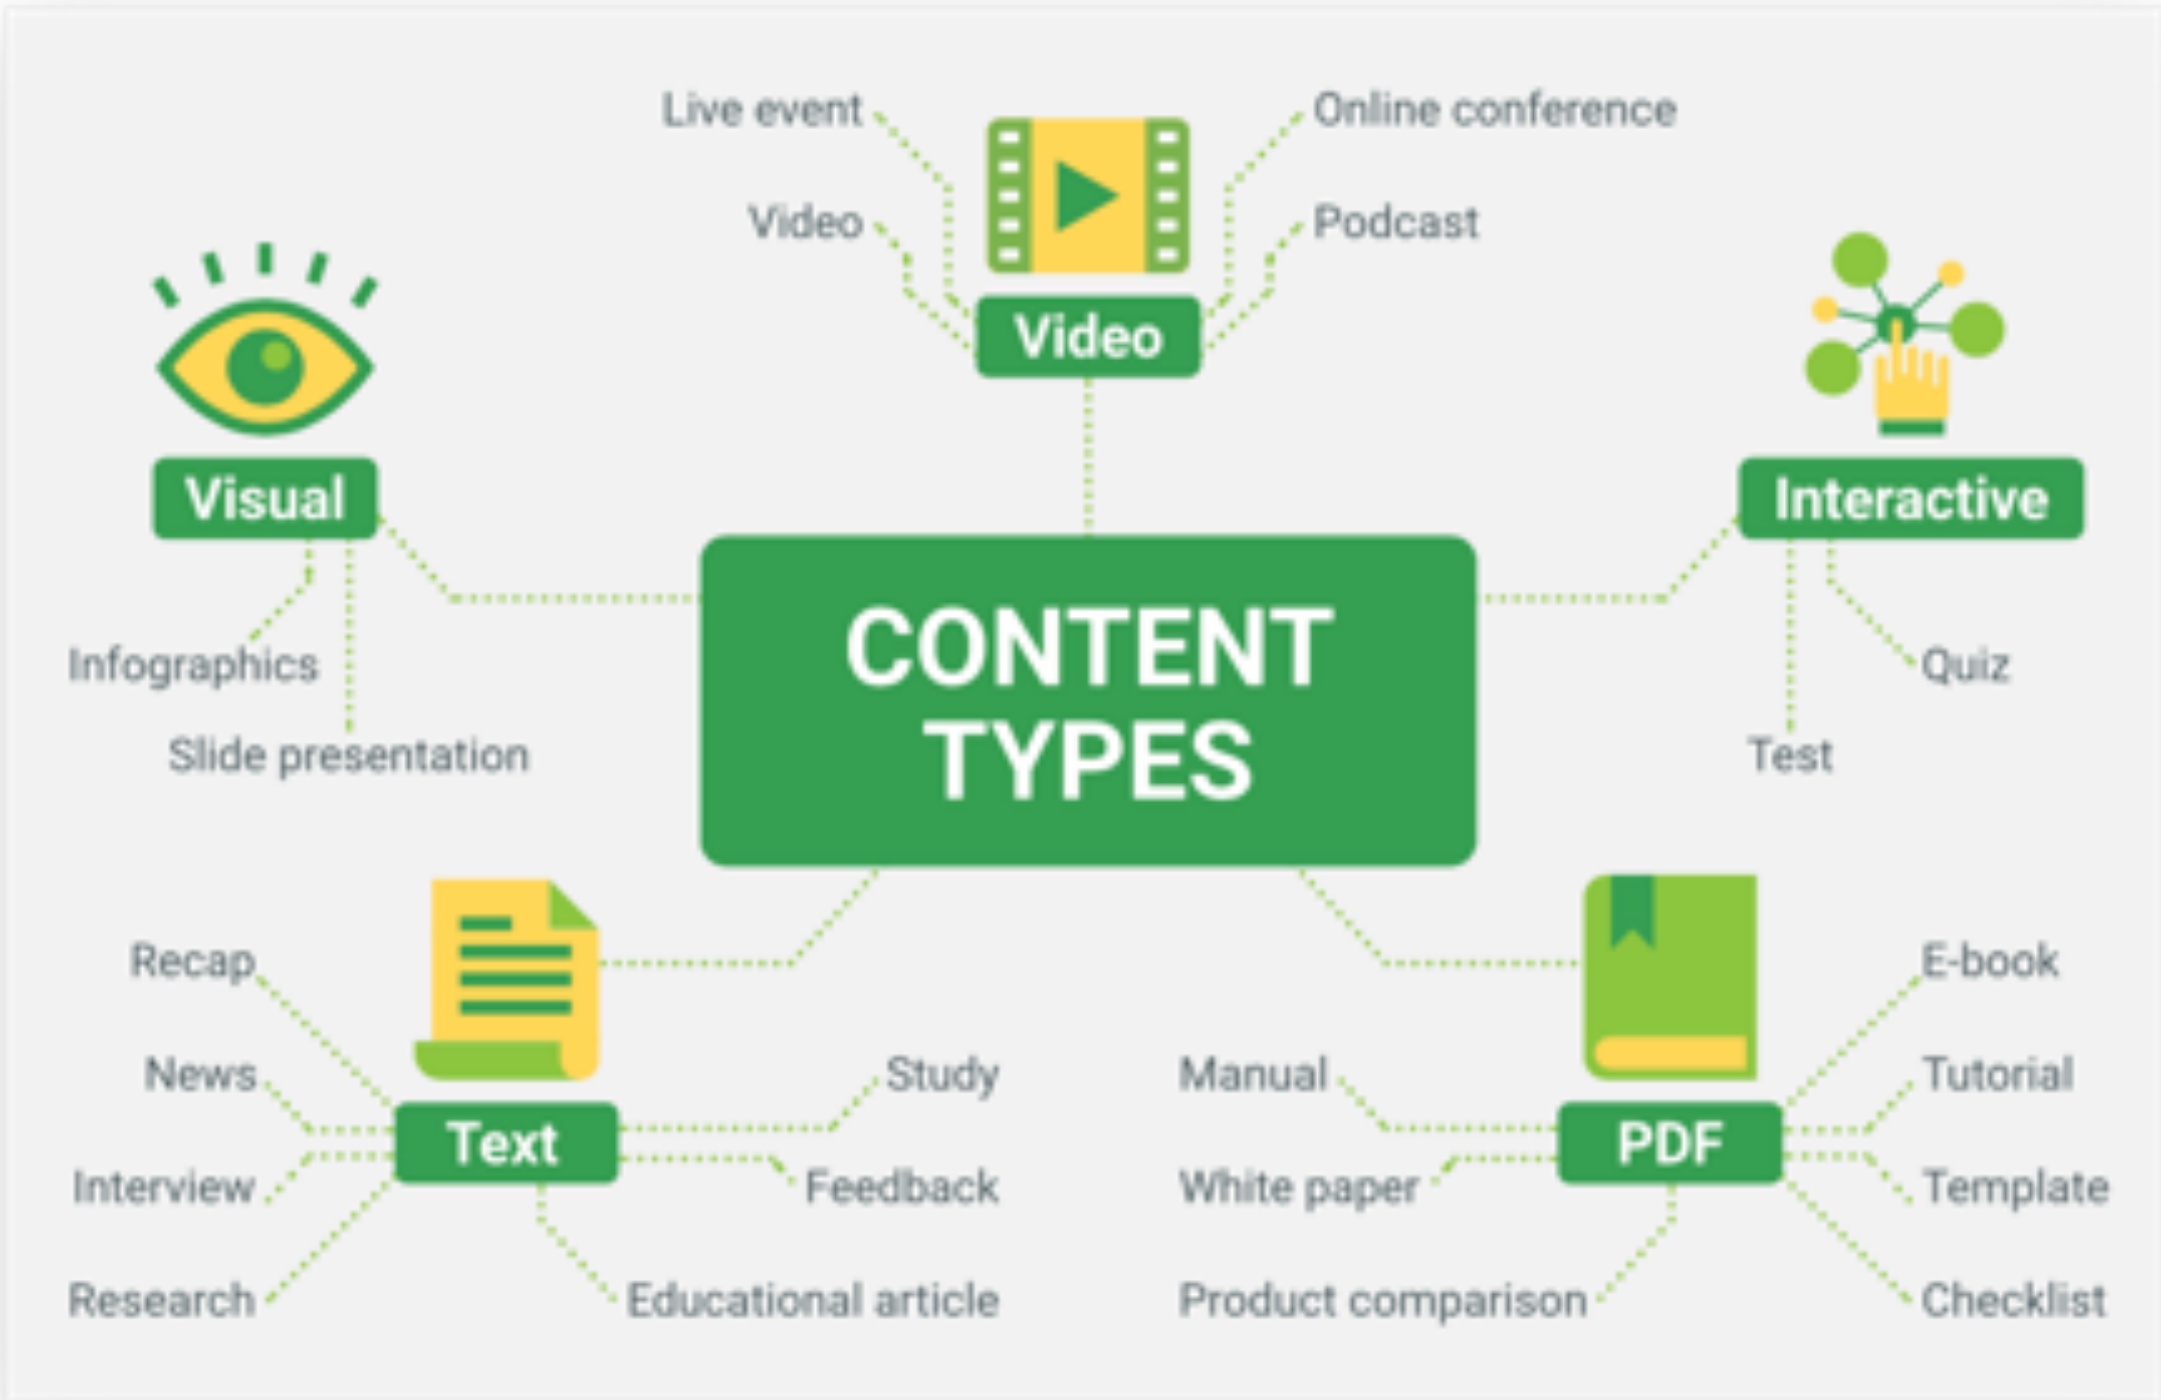 Live event
Online conference
Video
Podcast
Video
Visual
Interactive
CONTENT
TYPES
Infographics
Quiz
Slide presentation
Test
Recap
E-book
News
Study
Manual
Tutorial
Text
PDF
Interview
Feedback
White paper
Template
Research
Educational article
Product comparison
Checklist